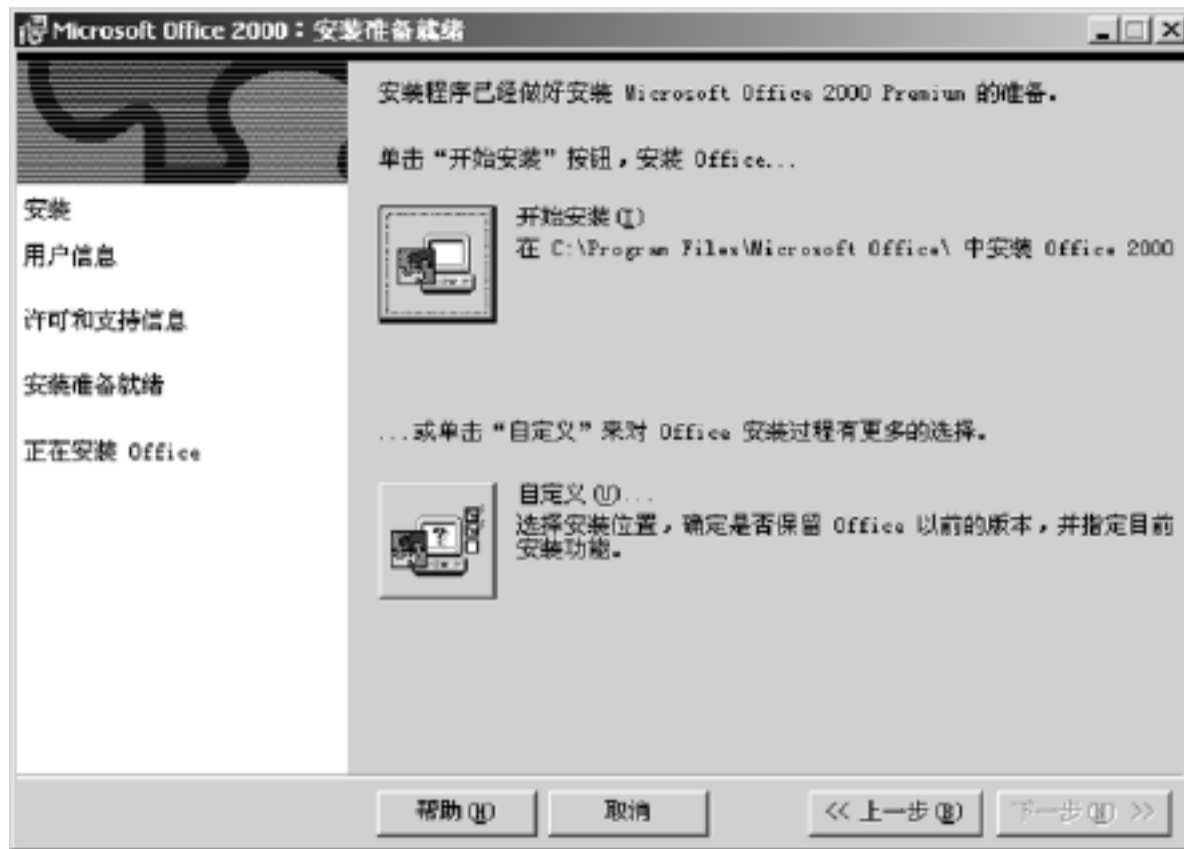 Microsoft Office 2000：安装准备就绪
安装程序已经做好安装 Microsoft Office 2000 Premium 的准备。
单击“开始安装”按钮，安装 Office...
安装
用户信息
许可和支持信息
安装准备就绪
正在安装 Office
开始安装(I)
在 C:\Program Files\Microsoft Office\ 中安装 Office 2000
...或单击“自定义”来对 Office 安装过程有更多的选择。
自定义(U)...
选择安装位置，确定是否保留 Office 以前的版本，并指定目前
安装功能。
帮助(H)
取消
<< 上一步(B)
下一步(N) >>